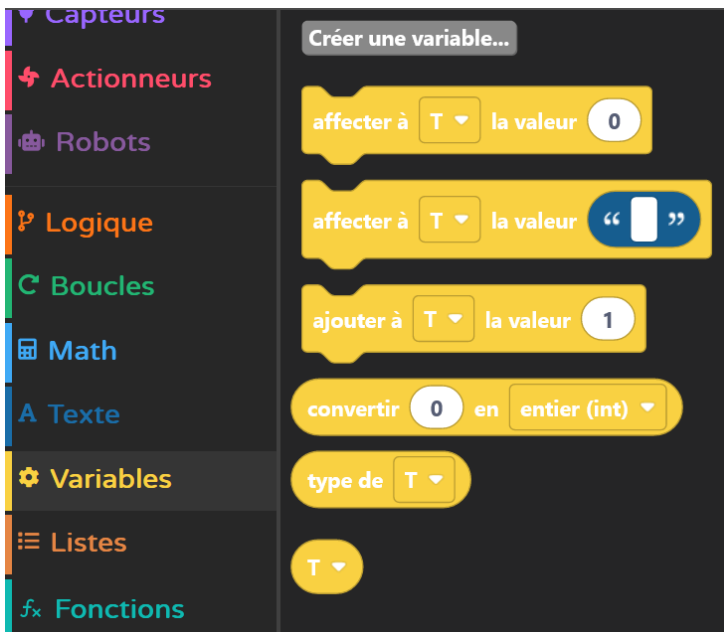 Capteurs
Actionneurs
Robots
Logique
Boucles
Math
Texte
Variables
Listes
Fonctions
Créer une variable...
affecter à T la valeur 0
affecter à T la valeur “ ”
ajouter à T la valeur 1
convertir 0 en entier (int)
type de T
T